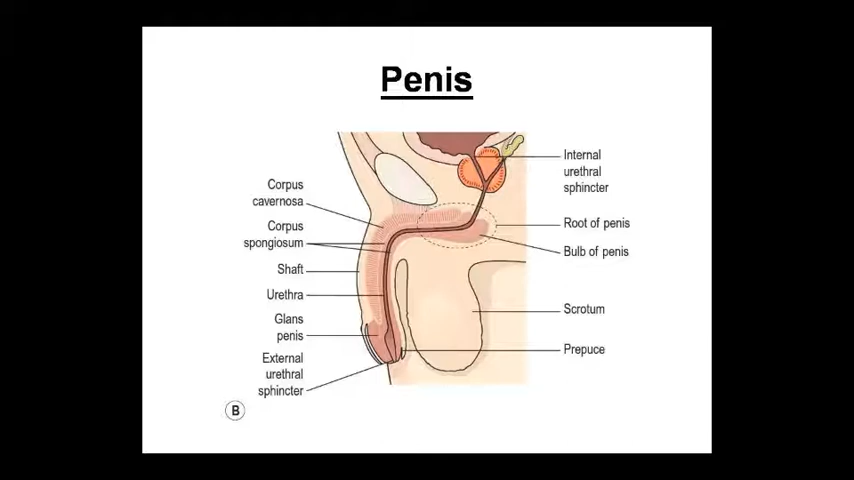 Penis
Corpus
cavernosa
Corpus
spongiosum
Shaft
Urethra
Glans
penis
External
urethral
sphincter
B
Internal
urethral
sphincter
Root of penis
Bulb of penis
Scrotum
Prepuce